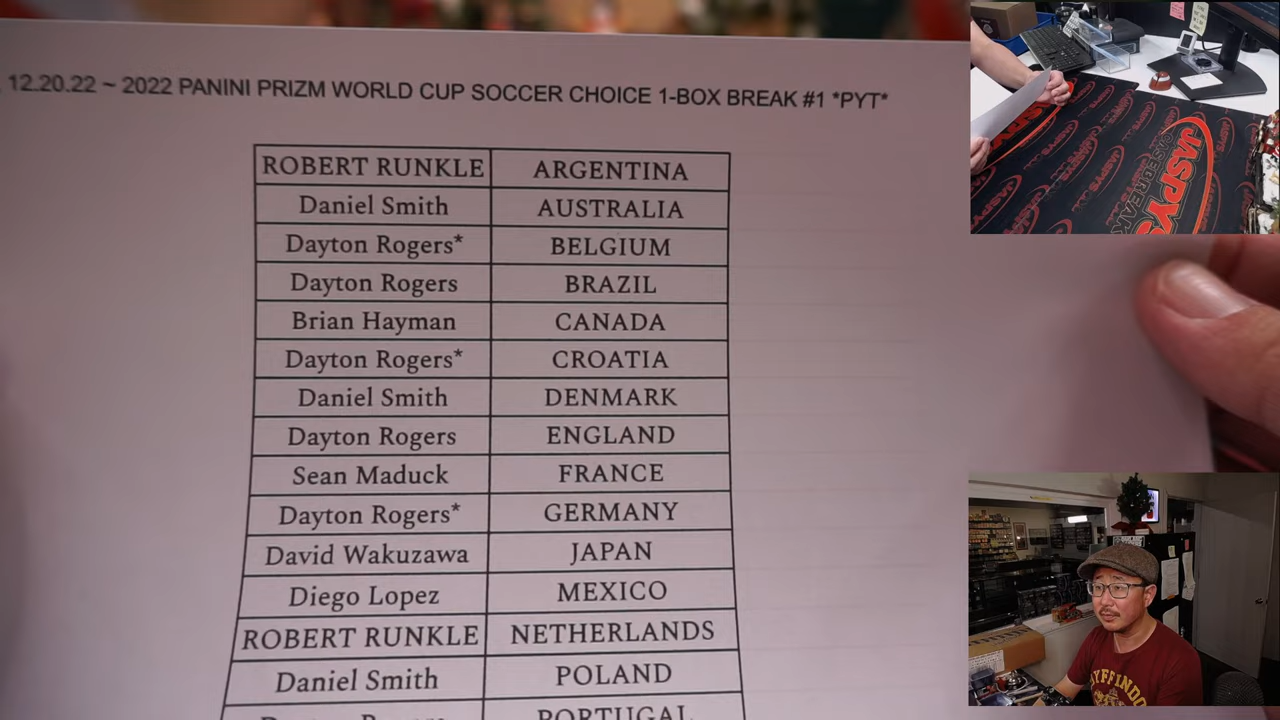 12.20.22 ~ 2022 PANINI PRIZM WORLD CUP SOCCER CHOICE 1-BOX BREAK #1 *PYT*
ROBERT RUNKLE ARGENTINA
Daniel Smith AUSTRALIA
Dayton Rogers* BELGIUM
Dayton Rogers BRAZIL
Brian Hayman CANADA
Dayton Rogers* CROATIA
Daniel Smith DENMARK
Dayton Rogers ENGLAND
Sean Maduck FRANCE
Dayton Rogers* GERMANY
David Wakuzawa JAPAN
Diego Lopez MEXICO
ROBERT RUNKLE NETHERLANDS
Daniel Smith POLAND
PORTUGAL
JASPYS
CASEBREAK